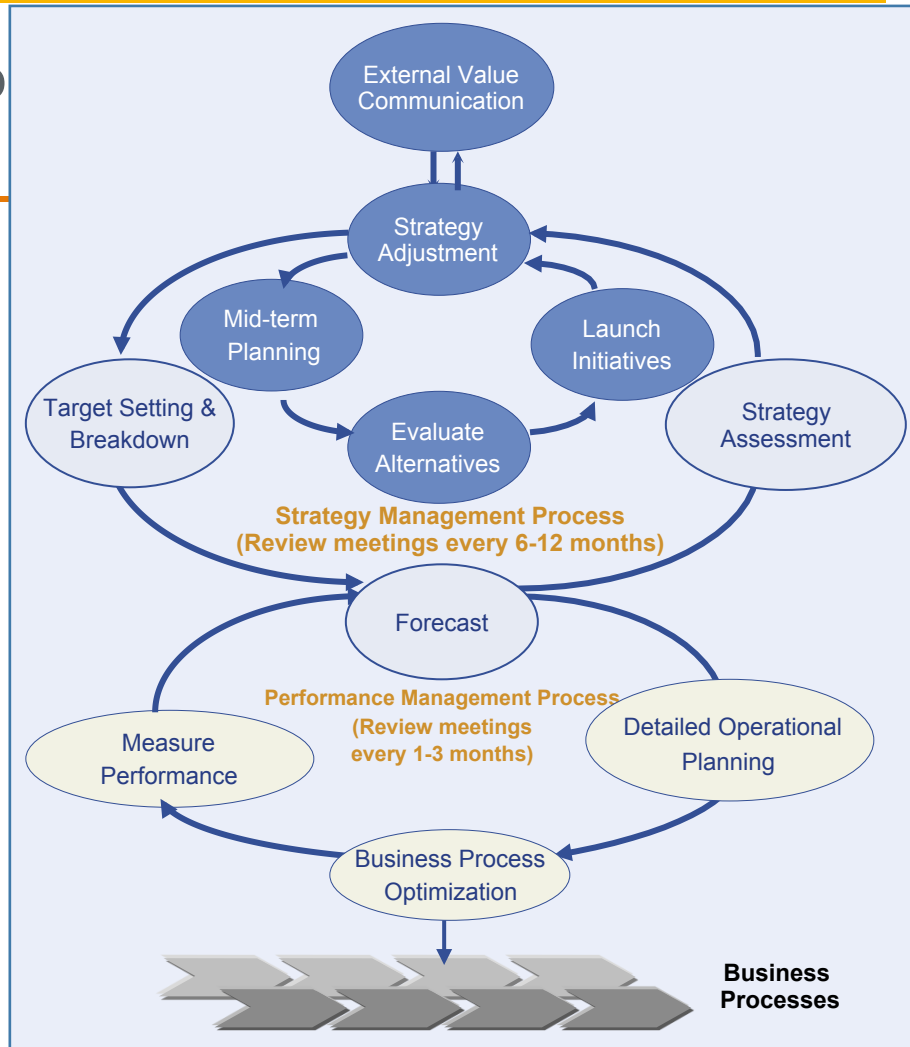 External Value
Communication
Strategy
Adjustment
Mid-term
Planning
Launch
Initiatives
Target Setting &
Breakdown
Evaluate
Alternatives
Strategy
Assessment
Strategy Management Process
(Review meetings every 6-12 months)
Forecast
Performance Management Process
(Review meetings
every 1-3 months)
Measure
Performance
Detailed Operational
Planning
Business Process
Optimization
Business
Processes